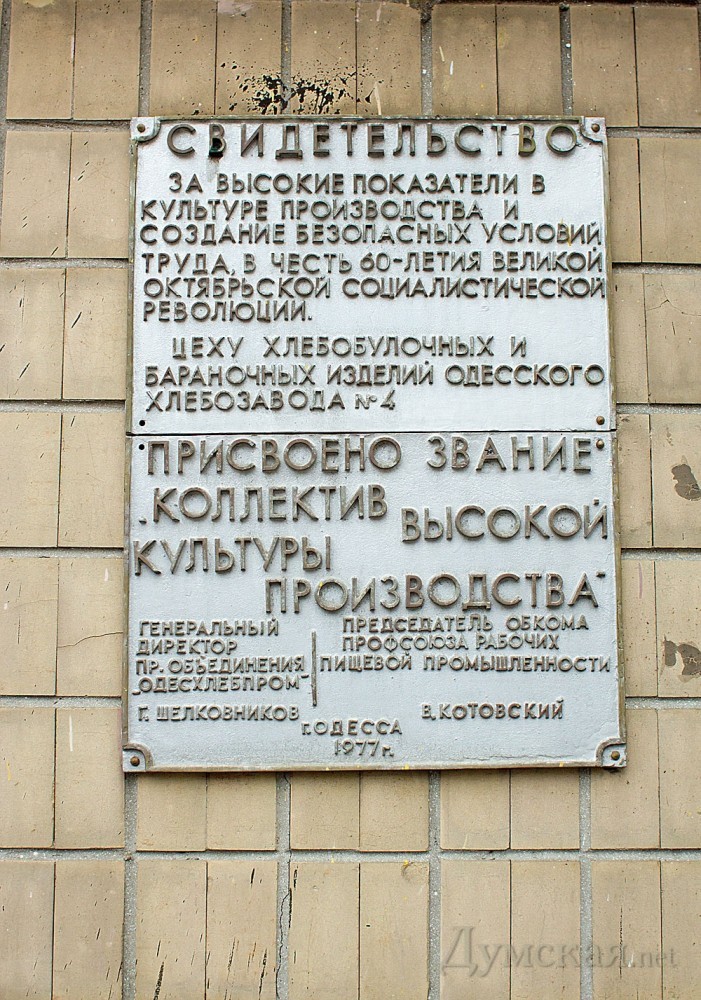 СВИДЕТЕЛЬСТВО
ЗА ВЫСОКИЕ ПОКАЗАТЕЛИ В
КУЛЬТУРЕ ПРОИЗВОДСТВА И
СОЗДАНИЕ БЕЗОПАСНЫХ УСЛОВИЙ
ТРУДА, В ЧЕСТЬ 60-ЛЕТИЯ ВЕЛИКОЙ
ОКТЯБРЬСКОЙ СОЦИАЛИСТИЧЕСКОЙ
РЕВОЛЮЦИИ.
ЦЕХУ ХЛЕБОБУЛОЧНЫХ И
БАРАНОЧНЫХ ИЗДЕЛИЙ ОДЕССКОГО
ХЛЕБОЗАВОДА №4
ПРИСВОЕНО ЗВАНИЕ
„КОЛЛЕКТИВ ВЫСОКОЙ
КУЛЬТУРЫ
ПРОИЗВОДСТВА"
ГЕНЕРАЛЬНЫЙ
ДИРЕКТОР
ПР. ОБЪЕДИНЕНИЯ
„ОДЕСХЛЕБПРОМ"
Г. ШЕЛКОВНИКОВ
ПРЕДСЕДАТЕЛЬ ОБКОМА
ПРОФСОЮЗА РАБОЧИХ
ПИЩЕВОЙ ПРОМЫШЛЕННОСТИ
В. КОТОВСКИЙ
г. ОДЕССА
1977 г.
Думская.net